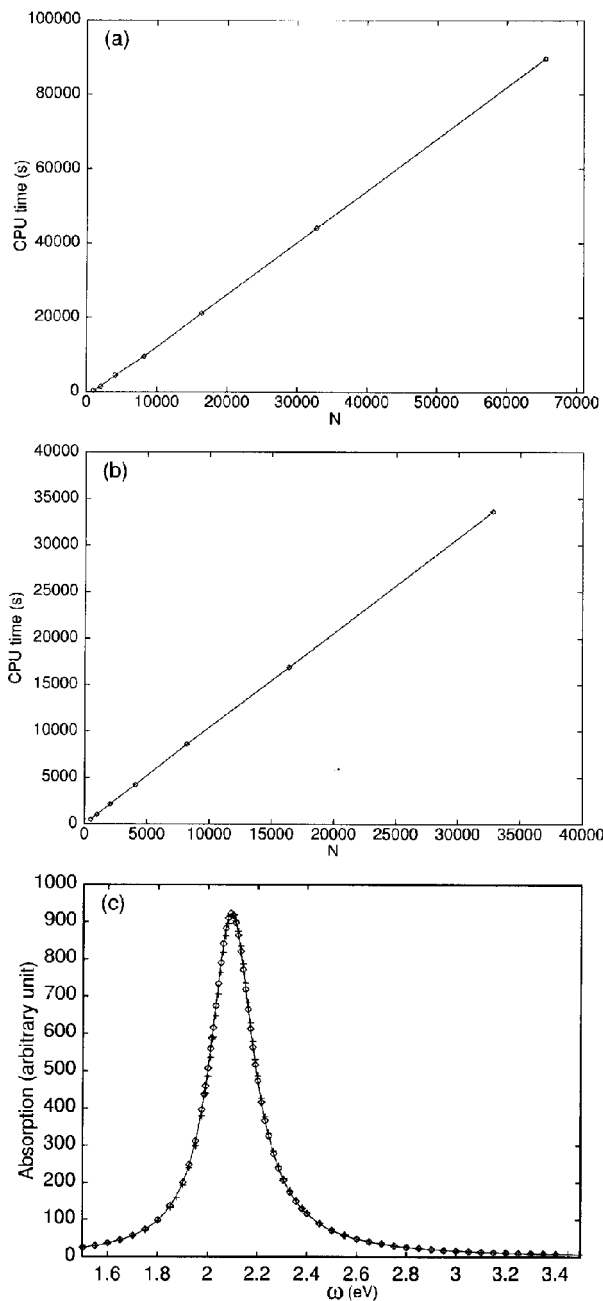 (a)
100000
80000
60000
40000
20000
0
CPU time (s)
0 10000 20000 30000 40000 50000 60000 70000
N
(b)
40000
35000
30000
25000
20000
15000
10000
5000
0
CPU time (s)
0 5000 10000 15000 20000 25000 30000 35000 40000
N
(c)
1000
900
800
700
600
500
400
300
200
100
0
Absorption (arbitrary unit)
1.6 1.8 2 2.2 2.4 2.6 2.8 3 3.2 3.4
ω (eV)